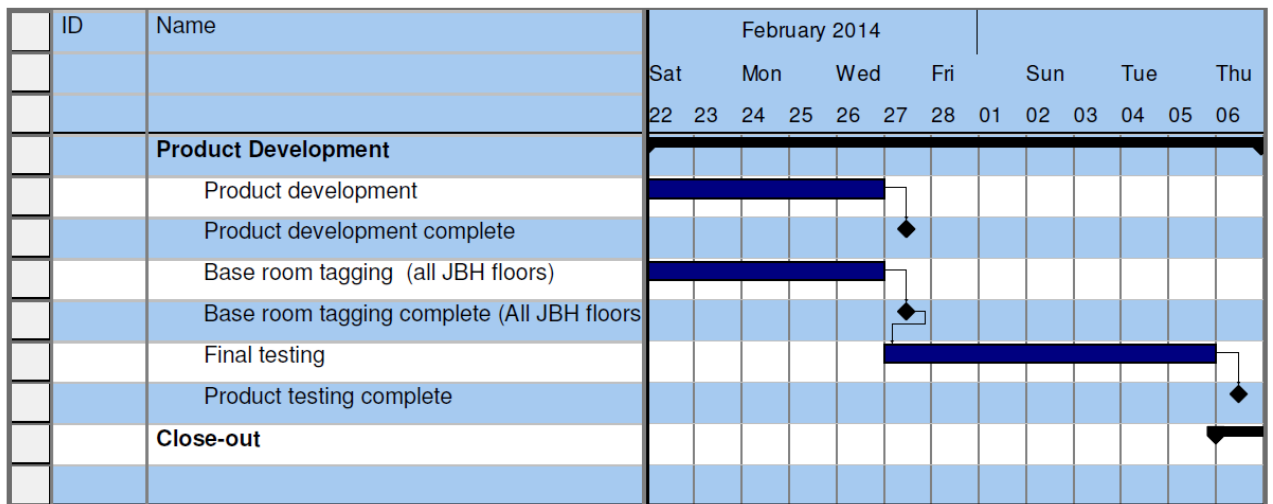 ID Name February 2014
Sat Mon Wed Fri Sun Tue Thu
22 23 24 25 26 27 28 01 02 03 04 05 06
Product Development
Product development
Product development complete
Base room tagging (all JBH floors)
Base room tagging complete (All JBH floors
Final testing
Product testing complete
Close-out